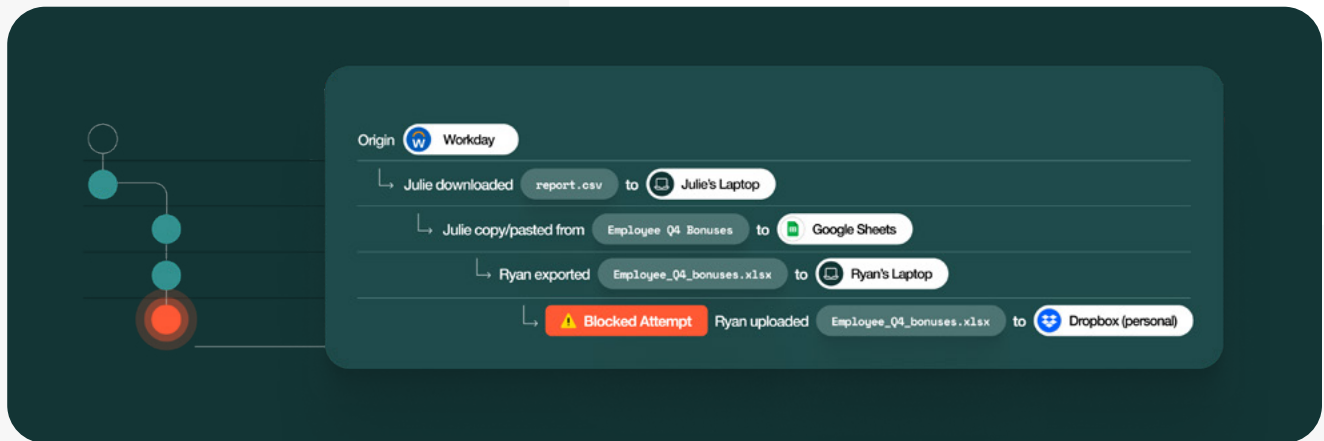 Origin Workday
Julie downloaded report.csv to Julie's Laptop
Julie copy/pasted from Employee Q4 Bonuses to Google Sheets
Ryan exported Employee_Q4_bonuses.xlsx to Ryan's Laptop
Blocked Attempt Ryan uploaded Employee_Q4_bonuses.xlsx to Dropbox (personal)